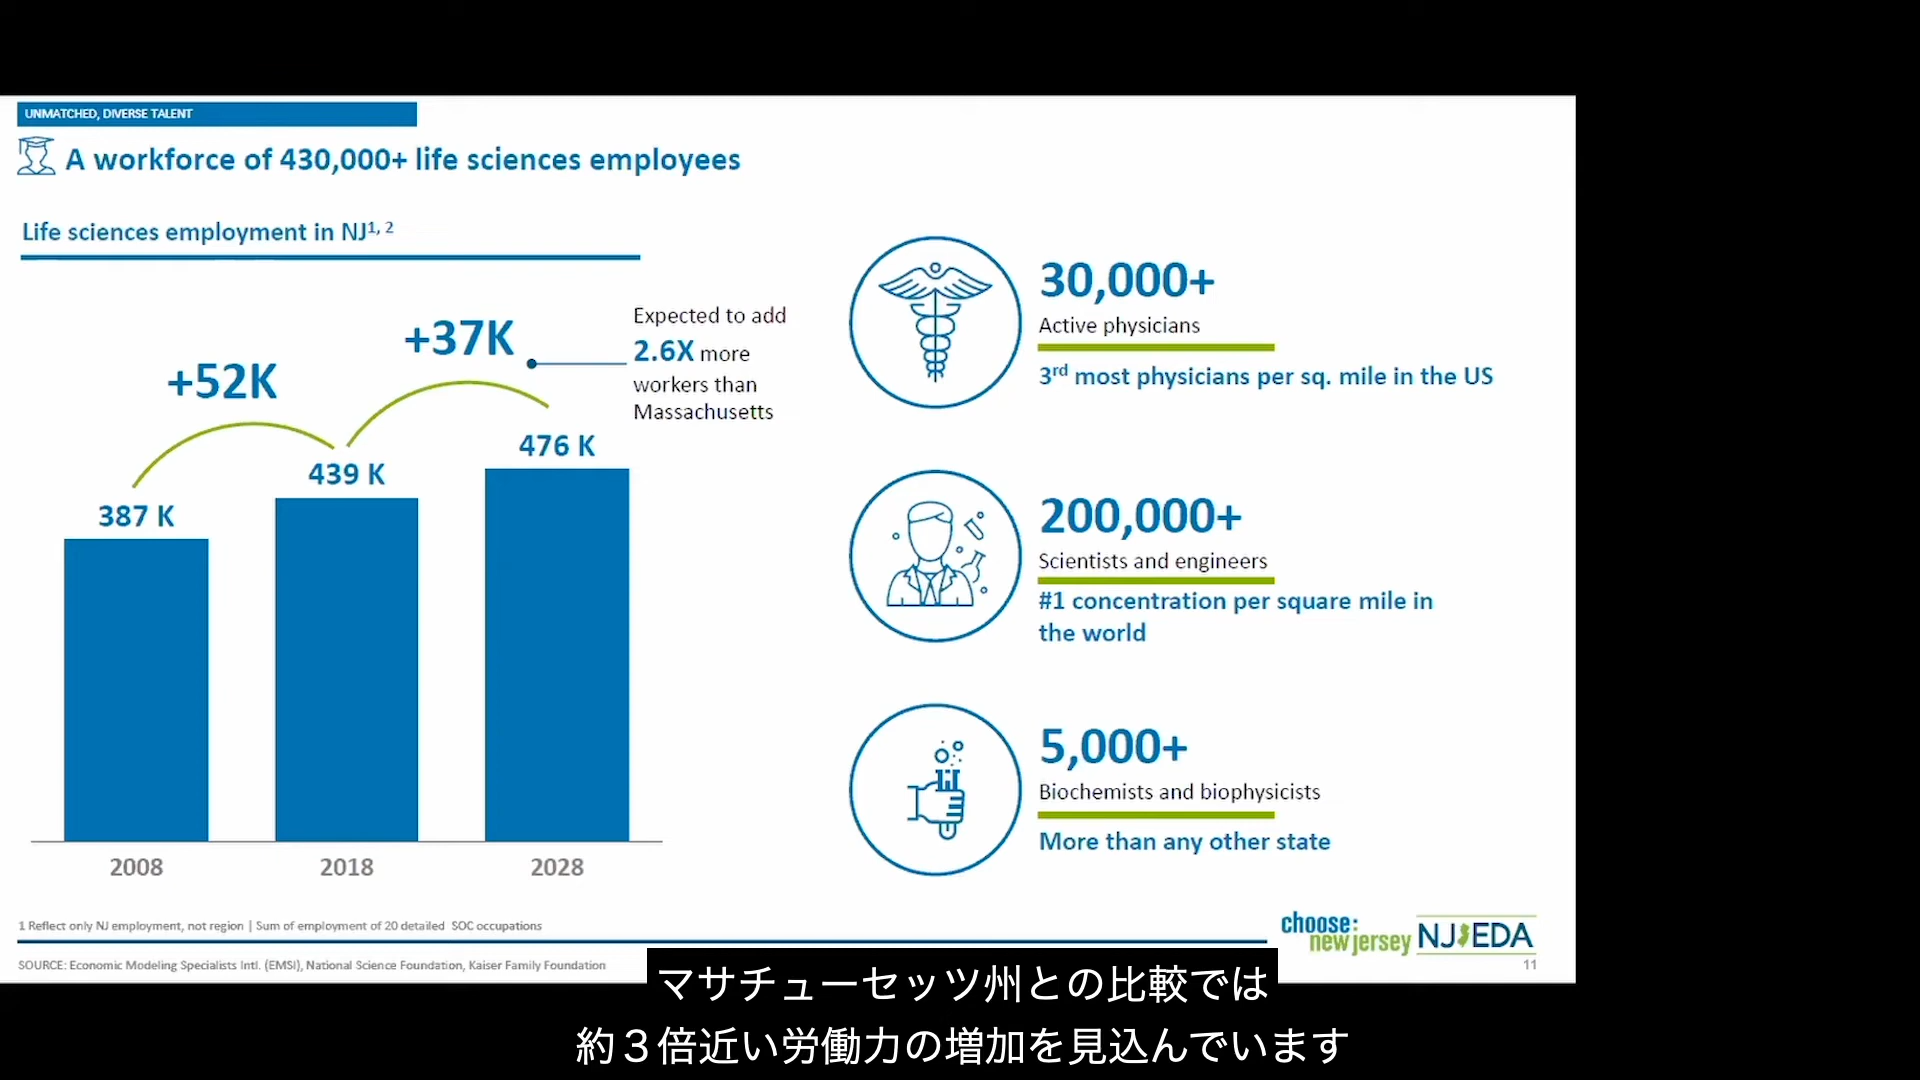 UNMATCHED, DIVERSE TALENT
A workforce of 430,000+ life sciences employees
Life sciences employment in NJ1, 2
+52K
+37K
Expected to add
2.6X more
workers than
Massachusetts
387 K
439 K
476 K
2008
2018
2028
30,000+
Active physicians
3rd most physicians per sq. mile in the US
200,000+
Scientists and engineers
#1 concentration per square mile in
the world
5,000+
Biochemists and biophysicists
More than any other state
1 Reflect only NJ employment, not region | Sum of employment of 20 detailed SOC occupations
SOURCE: Economic Modeling Specialists Intl. (EMSI), National Science Foundation, Kaiser Family Foundation
choose:
new jersey
NJEDA
11
マサチューセッツ州との比較では
約３倍近い労働力の増加を見込んでいます